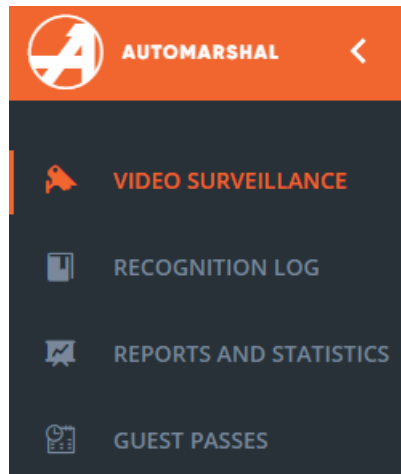 AUTOMARSHAL
VIDEO SURVEILLANCE
RECOGNITION LOG
REPORTS AND STATISTICS
GUEST PASSES